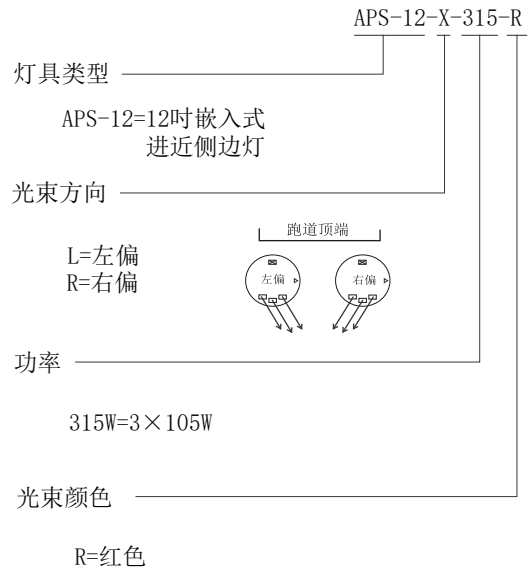 APS-12-X-315-R
灯具类型
APS-12=12吋嵌入式
进近侧边灯
光束方向
跑道顶端
L=左偏
R=右偏
左偏
右偏
功率
315W=3×105W
光束颜色
R=红色